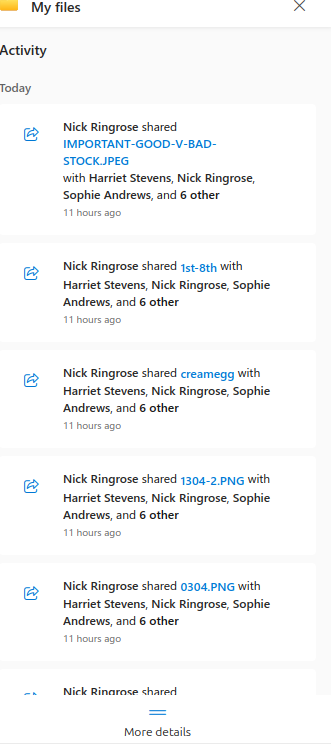 My files
Activity
Today
Nick Ringrose shared
IMPORTANT-GOOD-V-BAD-
STOCK.JPEG
with Harriet Stevens, Nick Ringrose,
Sophie Andrews, and 6 other
11 hours ago
Nick Ringrose shared 1st-8th with
Harriet Stevens, Nick Ringrose, Sophie
Andrews, and 6 other
11 hours ago
Nick Ringrose shared creamegg with
Harriet Stevens, Nick Ringrose, Sophie
Andrews, and 6 other
11 hours ago
Nick Ringrose shared 1304-2.PNG with
Harriet Stevens, Nick Ringrose, Sophie
Andrews, and 6 other
11 hours ago
Nick Ringrose shared 0304.PNG with
Harriet Stevens, Nick Ringrose, Sophie
Andrews, and 6 other
11 hours ago
Nick Ringrose shared
More details